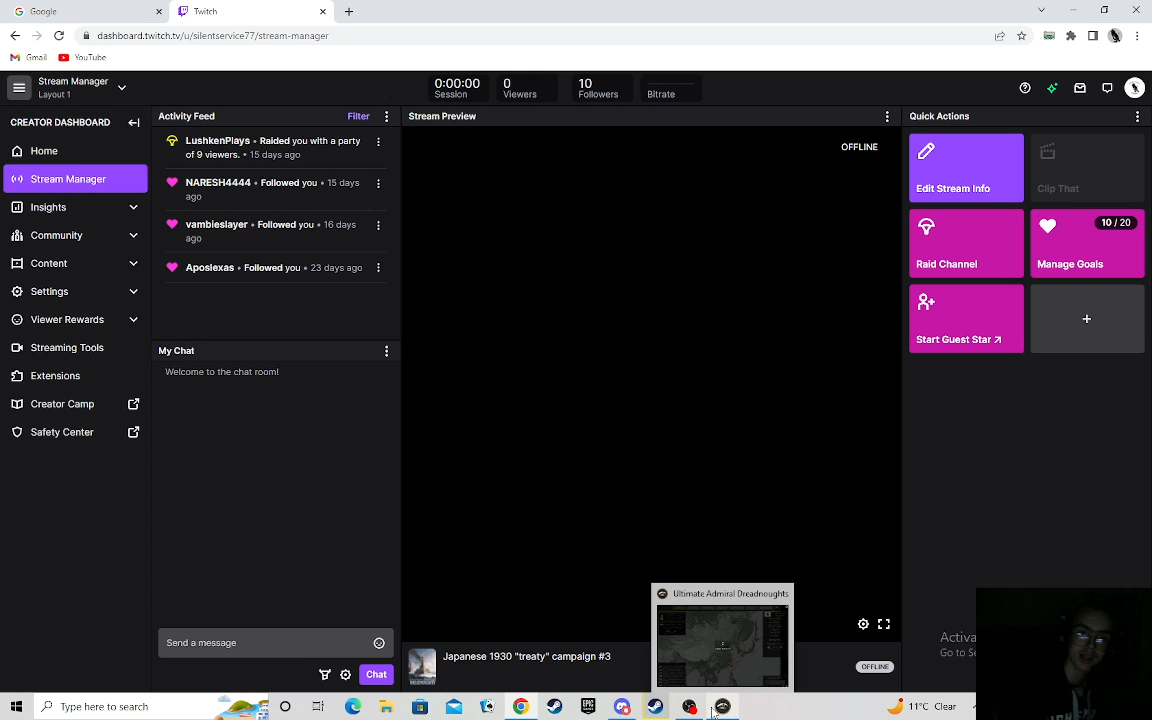 Google
Twitch
dashboard.twitch.tv/u/silentservice77/stream-manager
Gmail
YouTube
Stream Manager
Layout 1
0:00:00
Session
0
Viewers
10
Followers
Bitrate
CREATOR DASHBOARD
Home
Stream Manager
Insights
Community
Content
Settings
Viewer Rewards
Streaming Tools
Extensions
Creator Camp
Safety Center
Activity Feed
Filter
LushkenPlays • Raided you with a party
of 9 viewers. • 15 days ago
NARESH4444 • Followed you • 15 days
ago
vambieslayer • Followed you • 16 days
ago
Aposlexas • Followed you • 23 days ago
My Chat
Welcome to the chat room!
Send a message
Chat
Stream Preview
OFFLINE
Japanese 1930 "treaty" campaign #3
OFFLINE
Quick Actions
Edit Stream Info
Clip That
Raid Channel
10 / 20
Manage Goals
Start Guest Star
+
Activa
Go to Se
Ultimate Admiral Dreadnoughts
Type here to search
EPIC
GAMES
11°C Clear